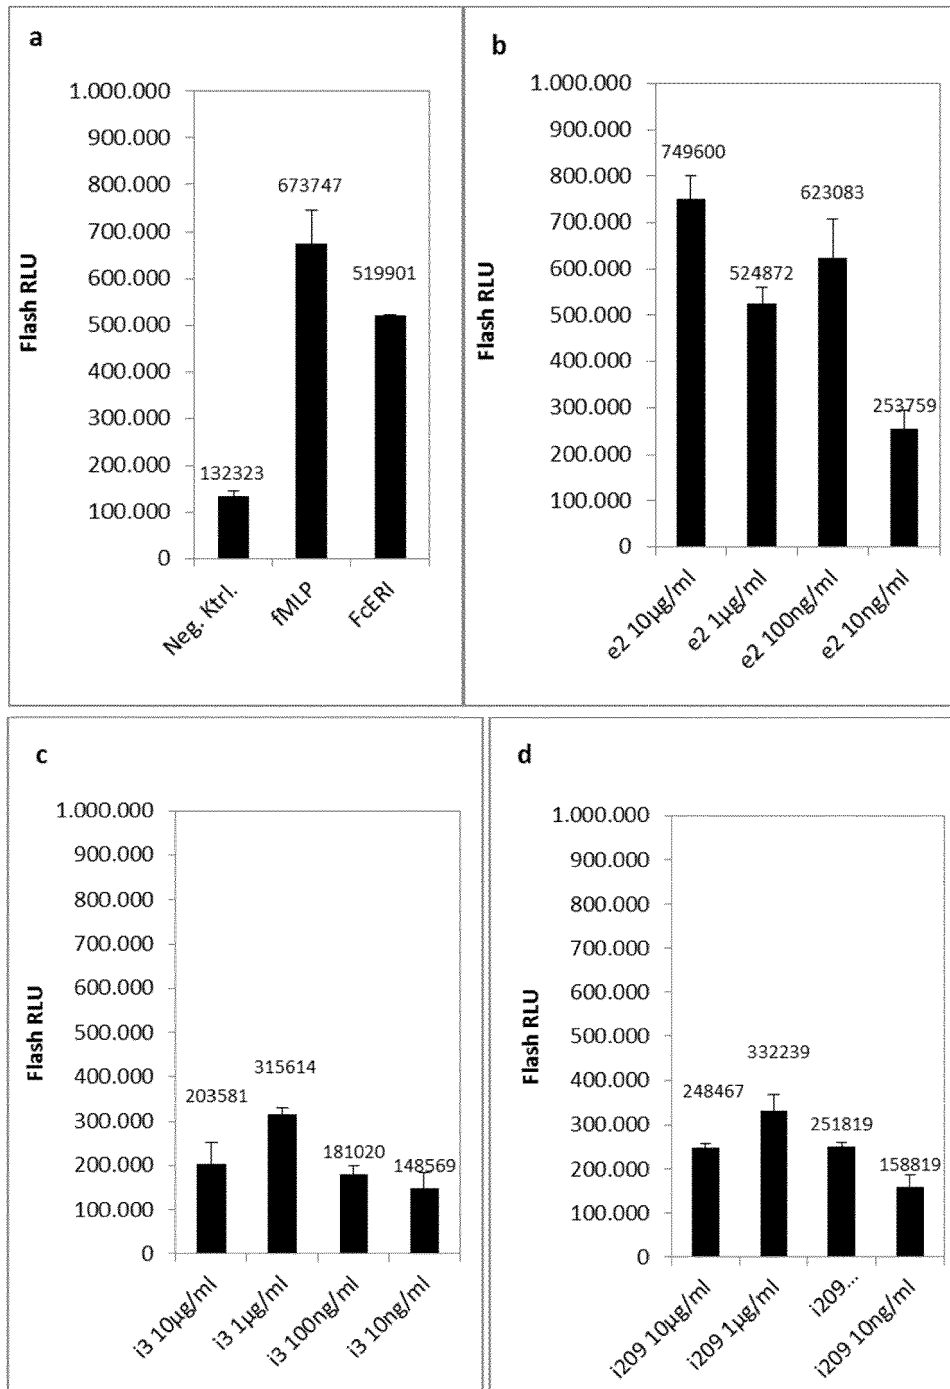 a
1.000.000
900.000
800.000
700.000
600.000
500.000
400.000
300.000
200.000
100.000
0
Flash RLU
132323
673747
519901
Neg. Ktrl.
fMLP
FcERI
b
1.000.000
900.000
800.000
700.000
600.000
500.000
400.000
300.000
200.000
100.000
0
Flash RLU
749600
524872
623083
253759
e2 10µg/ml
e2 1µg/ml
e2 100ng/ml
e2 10ng/ml
c
1.000.000
900.000
800.000
700.000
600.000
500.000
400.000
300.000
200.000
100.000
0
Flash RLU
203581
315614
181020
148569
i3 10µg/ml
i3 1µg/ml
i3 100ng/ml
i3 10ng/ml
d
1.000.000
900.000
800.000
700.000
600.000
500.000
400.000
300.000
200.000
100.000
0
Flash RLU
248467
332239
251819
158819
i209 10µg/ml
i209 1µg/ml
i209...
i209 10ng/ml